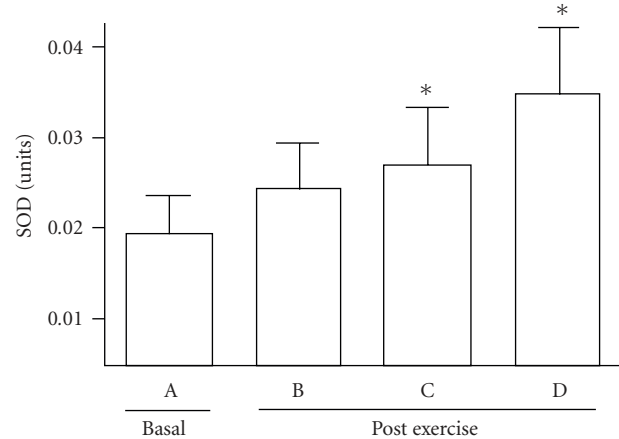 SOD (units)
0.04
0.03
0.02
0.01
*
*
A
B
C
D
Basal
Post exercise